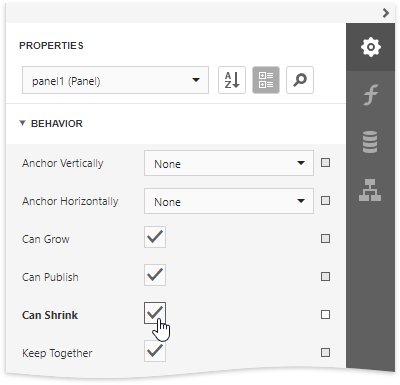 PROPERTIES
panel1 (Panel)
A
Z
BEHAVIOR
Anchor Vertically None
Anchor Horizontally None
Can Grow
Can Publish
Can Shrink
Keep Together